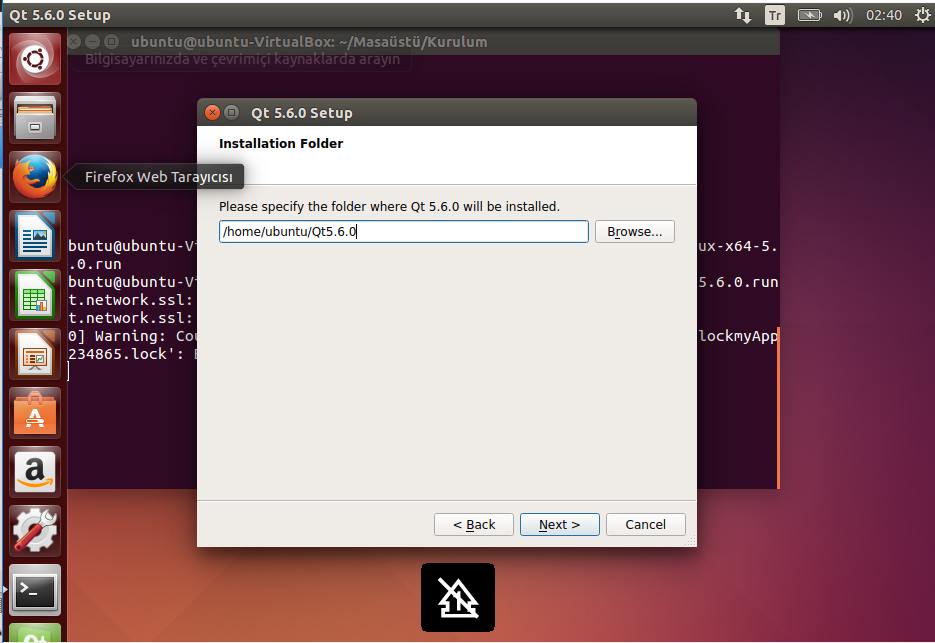 Qt 5.6.0 Setup
Tr
02:40
ubuntu@ubuntu-VirtualBox: ~/Masaüstü/Kurulum
Bilgisayarınızda ve çevrimiçi kaynaklarda arayın
Qt 5.6.0 Setup
Installation Folder
Firefox Web Tarayıcısı
Please specify the folder where Qt 5.6.0 will be installed.
/home/ubuntu/Qt5.6.0
Browse...
buntu@ubuntu-V ux-x64-5.
.0.run
buntu@ubuntu-V 5.6.0.run
t.network.ssl:
t.network.ssl:
0] Warning: Cou lockmyApp
234865.lock':
< Back
Next >
Cancel
a
>_
Qt